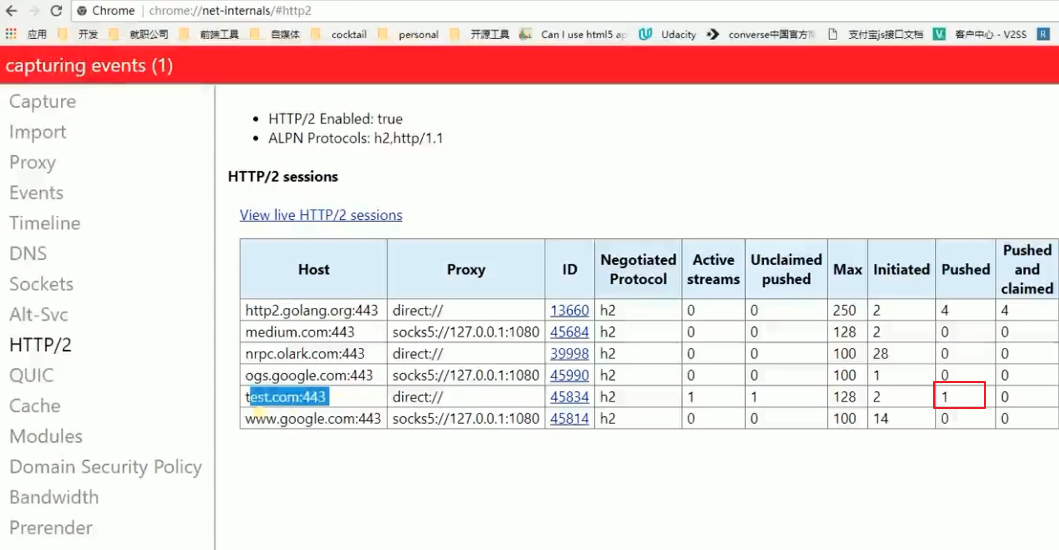 Chrome | chrome://net-internals/#http2
应用 开发 就职公司 前端工具 自媒体 cocktail personal 开源工具 Can I use html5 ap Udacity converse中国官方 支付宝js接口文档 V 客户中心 - V2SS R
capturing events (1)
Capture
Import
Proxy
Events
Timeline
DNS
Sockets
Alt-Svc
HTTP/2
QUIC
Cache
Modules
Domain Security Policy
Bandwidth
Prerender
HTTP/2 Enabled: true
ALPN Protocols: h2,http/1.1
HTTP/2 sessions
View live HTTP/2 sessions
Host Proxy ID Negotiated Protocol Active streams Unclaimed pushed Max Initiated Pushed Pushed and claimed
http2.golang.org:443 direct:// 13660 h2 0 0 250 2 4 4
medium.com:443 socks5://127.0.0.1:1080 45684 h2 0 0 128 2 0 0
nrpc.olark.com:443 direct:// 39998 h2 0 0 100 28 0 0
ogs.google.com:443 socks5://127.0.0.1:1080 45990 h2 0 0 100 1 0 0
test.com:443 direct:// 45834 h2 1 1 128 2 1 0
www.google.com:443 socks5://127.0.0.1:1080 45814 h2 0 0 100 14 0 0